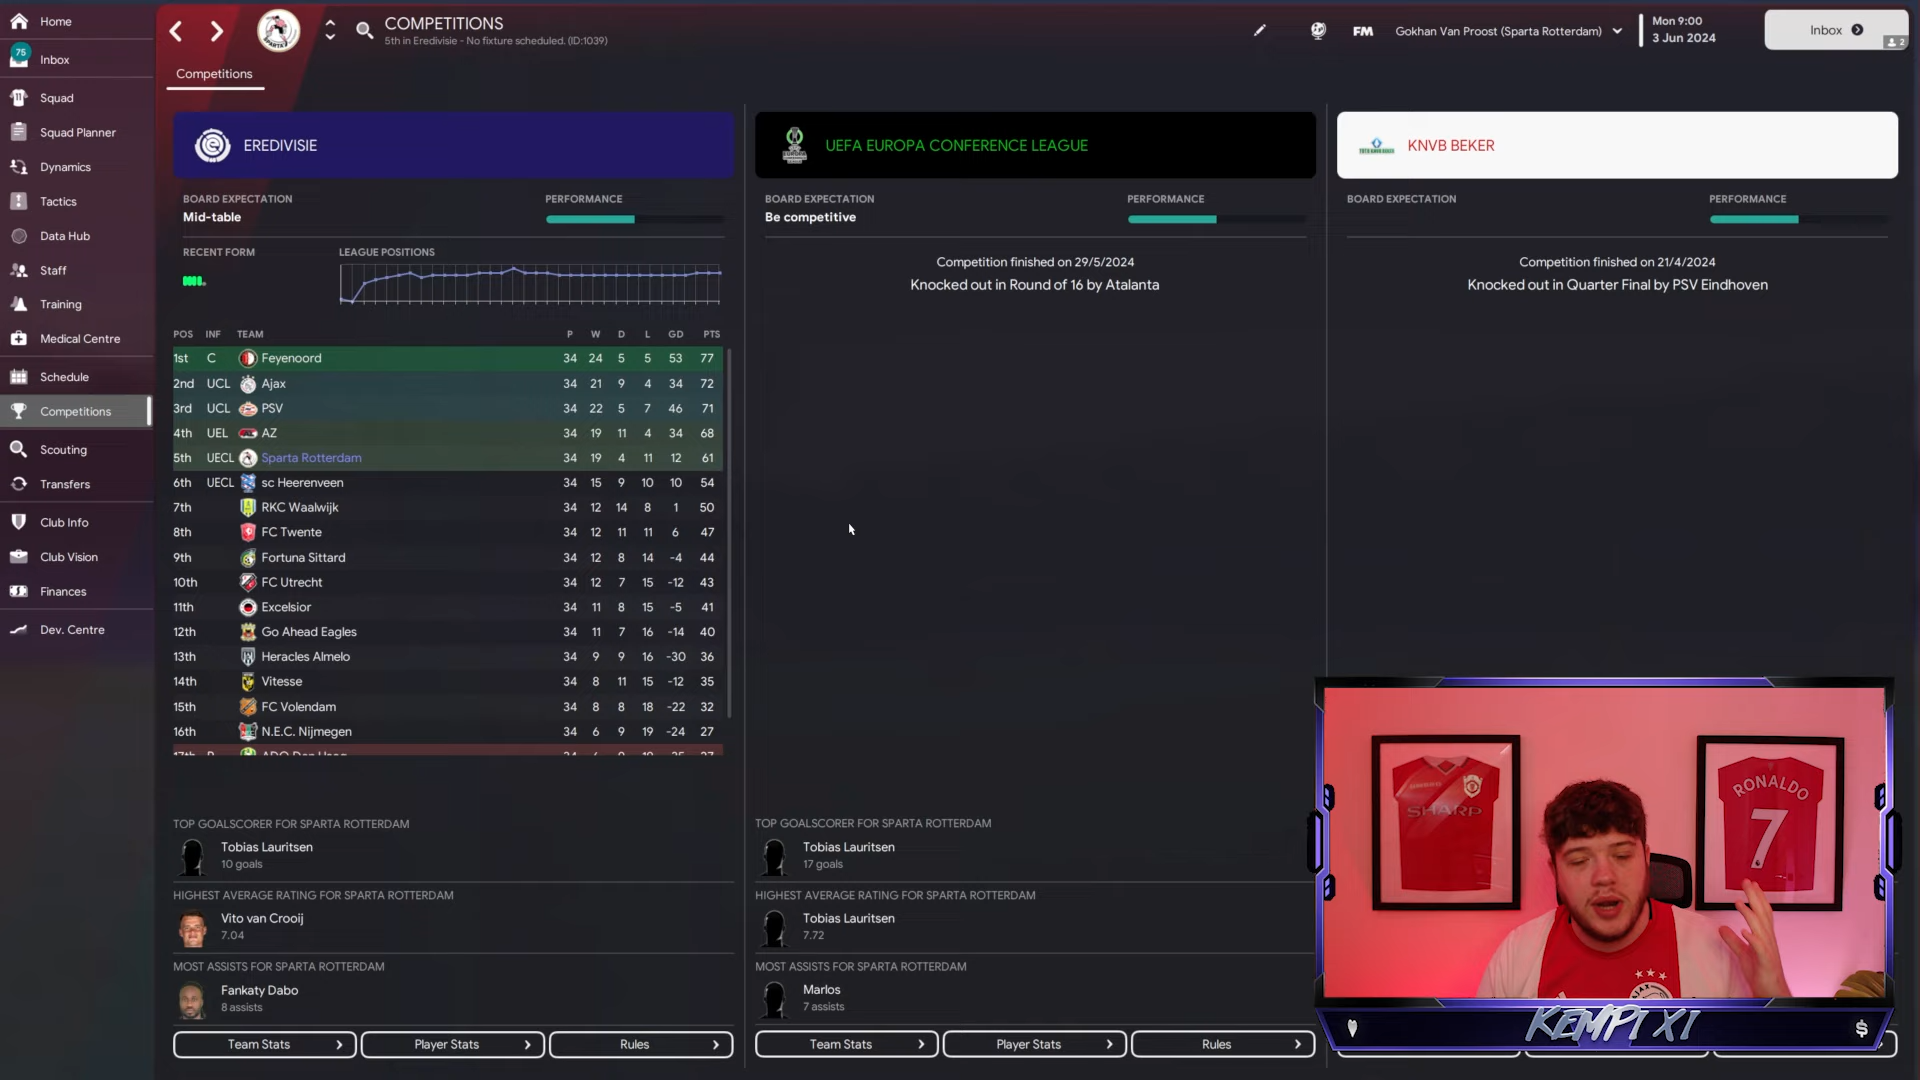 Home
75
Inbox
Squad
Squad Planner
Dynamics
Tactics
Data Hub
Staff
Training
Medical Centre
Schedule
Competitions
Scouting
Transfers
Club Info
Club Vision
Finances
Dev. Centre
COMPETITIONS
5th in Eredivisie - No fixture scheduled. (ID:1039)
FM
Gokhan Van Proost (Sparta Rotterdam)
Mon 9:00
3 Jun 2024
Inbox
2
Competitions
EREDIVISIE
BOARD EXPECTATION
Mid-table
PERFORMANCE
RECENT FORM
LEAGUE POSITIONS
POS INF TEAM P W D L GD PTS
1st C Feyenoord 34 24 5 5 53 77
2nd UCL Ajax 34 21 9 4 34 72
3rd UCL PSV 34 22 5 7 46 71
4th UEL AZ 34 19 11 4 34 68
5th UECL Sparta Rotterdam 34 19 4 11 12 61
6th UECL sc Heerenveen 34 15 9 10 10 54
7th RKC Waalwijk 34 12 14 8 1 50
8th FC Twente 34 12 11 11 6 47
9th Fortuna Sittard 34 12 8 14 -4 44
10th FC Utrecht 34 12 7 15 -12 43
11th Excelsior 34 11 8 15 -5 41
12th Go Ahead Eagles 34 11 7 16 -14 40
13th Heracles Almelo 34 9 9 16 -30 36
14th Vitesse 34 8 11 15 -12 35
15th FC Volendam 34 8 8 18 -22 32
16th N.E.C. Nijmegen 34 6 9 19 -24 27
TOP GOALSCORER FOR SPARTA ROTTERDAM
Tobias Lauritsen
10 goals
HIGHEST AVERAGE RATING FOR SPARTA ROTTERDAM
Vito van Crooij
7.04
MOST ASSISTS FOR SPARTA ROTTERDAM
Fankaty Dabo
8 assists
Team Stats
Player Stats
Rules
UEFA EUROPA CONFERENCE LEAGUE
BOARD EXPECTATION
Be competitive
PERFORMANCE
Competition finished on 29/5/2024
Knocked out in Round of 16 by Atalanta
TOP GOALSCORER FOR SPARTA ROTTERDAM
Tobias Lauritsen
17 goals
HIGHEST AVERAGE RATING FOR SPARTA ROTTERDAM
Tobias Lauritsen
7.72
MOST ASSISTS FOR SPARTA ROTTERDAM
Marlos
7 assists
Team Stats
Player Stats
Rules
KNVB BEKER
BOARD EXPECTATION
PERFORMANCE
Competition finished on 21/4/2024
Knocked out in Quarter Final by PSV Eindhoven
SHARP
RONALDO
7
AJAX
KEMPI XI